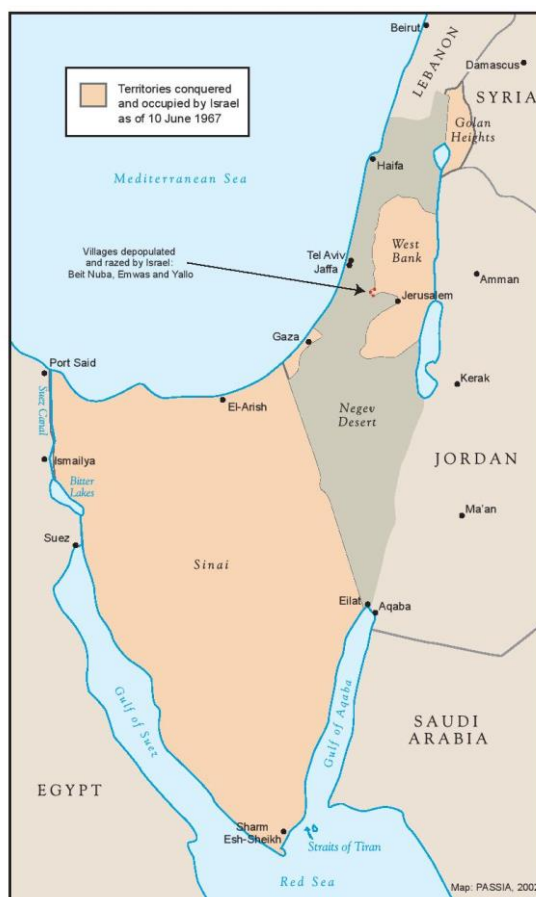 Beirut
LEBANON
Damascus
SYRIA
Territories conquered
and occupied by Israel
as of 10 June 1967
Golan
Heights
Haifa
Mediterranean Sea
Villages depopulated
and razed by Israel:
Beit Nuba, Emwas and Yallo
Tel Aviv
Jaffa
West
Bank
Amman
Jerusalem
Gaza
Port Said
Suez Canal
El-Arish
Negev
Desert
Kerak
JORDAN
Ismailya
Bitter
Lakes
Ma'an
Suez
Sinai
Eilat
Aqaba
Gulf of Suez
Gulf of Aqaba
SAUDI
ARABIA
EGYPT
Sharm
Esh-Sheikh
Straits of Tiran
Red Sea
Map: PASSIA, 2002